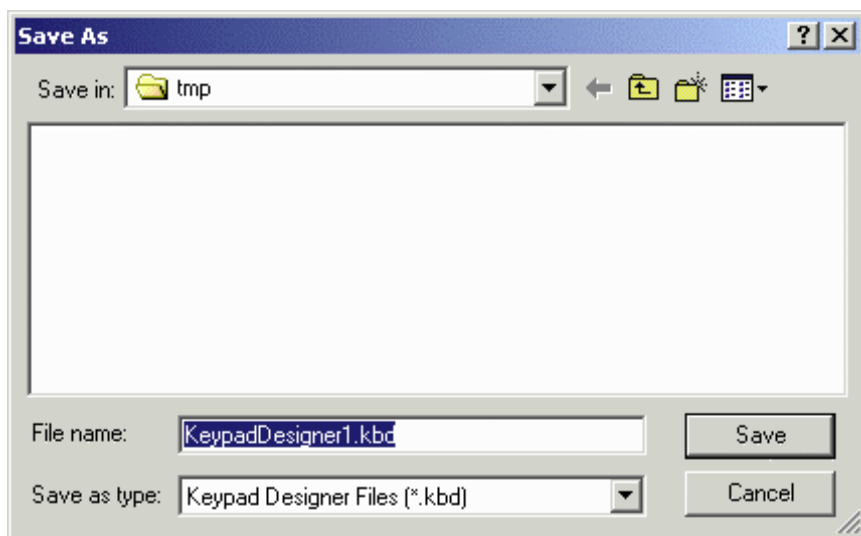 Save As
Save in: tmp
File name: KeypadDesigner1.kbd Save
Save as type: Keypad Designer Files (*.kbd) Cancel